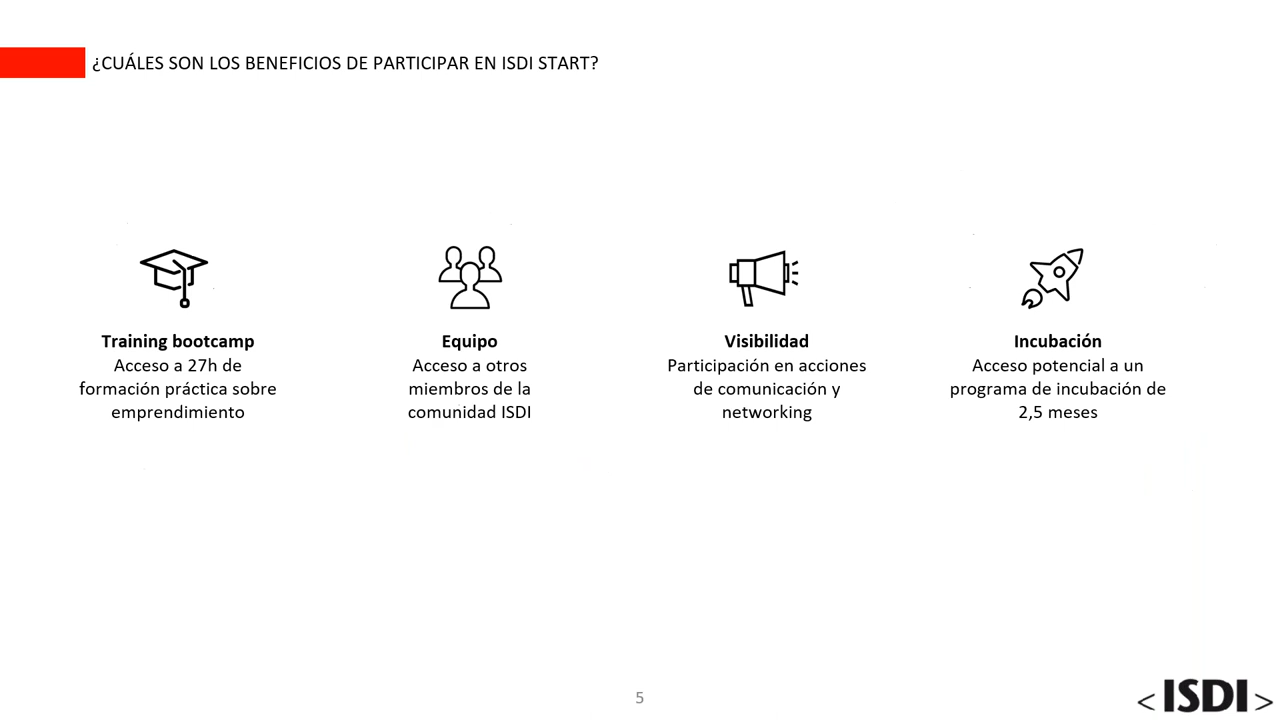 ¿CUÁLES SON LOS BENEFICIOS DE PARTICIPAR EN ISDI START?
Training bootcamp
Acceso a 27h de
formación práctica sobre
emprendimiento
Equipo
Acceso a otros
miembros de la
comunidad ISDI
Visibilidad
Participación en acciones
de comunicación y
networking
Incubación
Acceso potencial a un
programa de incubación de
2,5 meses
5
<ISDI>